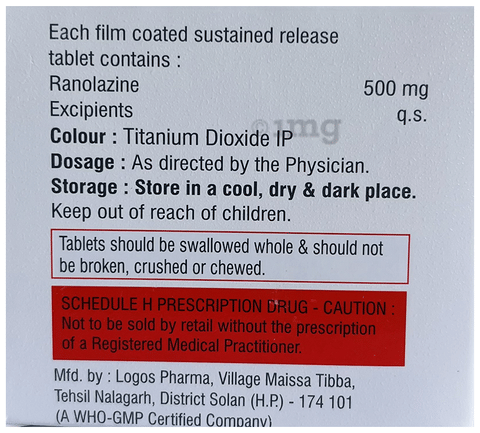 Each film coated sustained release
tablet contains :
Ranolazine 500 mg
Excipients q.s.
1mg
Colour : Titanium Dioxide IP
Dosage : As directed by the Physician.
Storage : Store in a cool, dry & dark place.
Keep out of reach of children.
Tablets should be swallowed whole & should not
be broken, crushed or chewed.
SCHEDULE H PRESCRIPTION DRUG - CAUTION :
Not to be sold by retail without the prescription
of a Registered Medical Practitioner.
Mfd. by : Logos Pharma, Village Maissa Tibba,
Tehsil Nalagarh, District Solan (H.P.) - 174 101
(A WHO-GMP Certified Company)